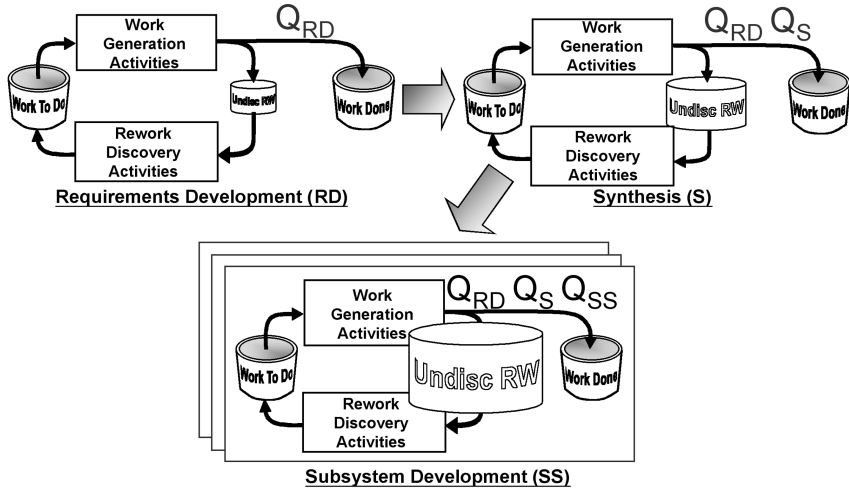 Work
Generation
Activities
Q_RD
Work To Do
Undisc RW
Work Done
Rework
Discovery
Activities
Requirements Development (RD)
Work
Generation
Activities
Q_RD Q_S
Work To Do
Undisc RW
Work Done
Rework
Discovery
Activities
Synthesis (S)
Work
Generation
Activities
Q_RD Q_S Q_SS
Work To Do
Undisc RW
Work Done
Rework
Discovery
Activities
Subsystem Development (SS)